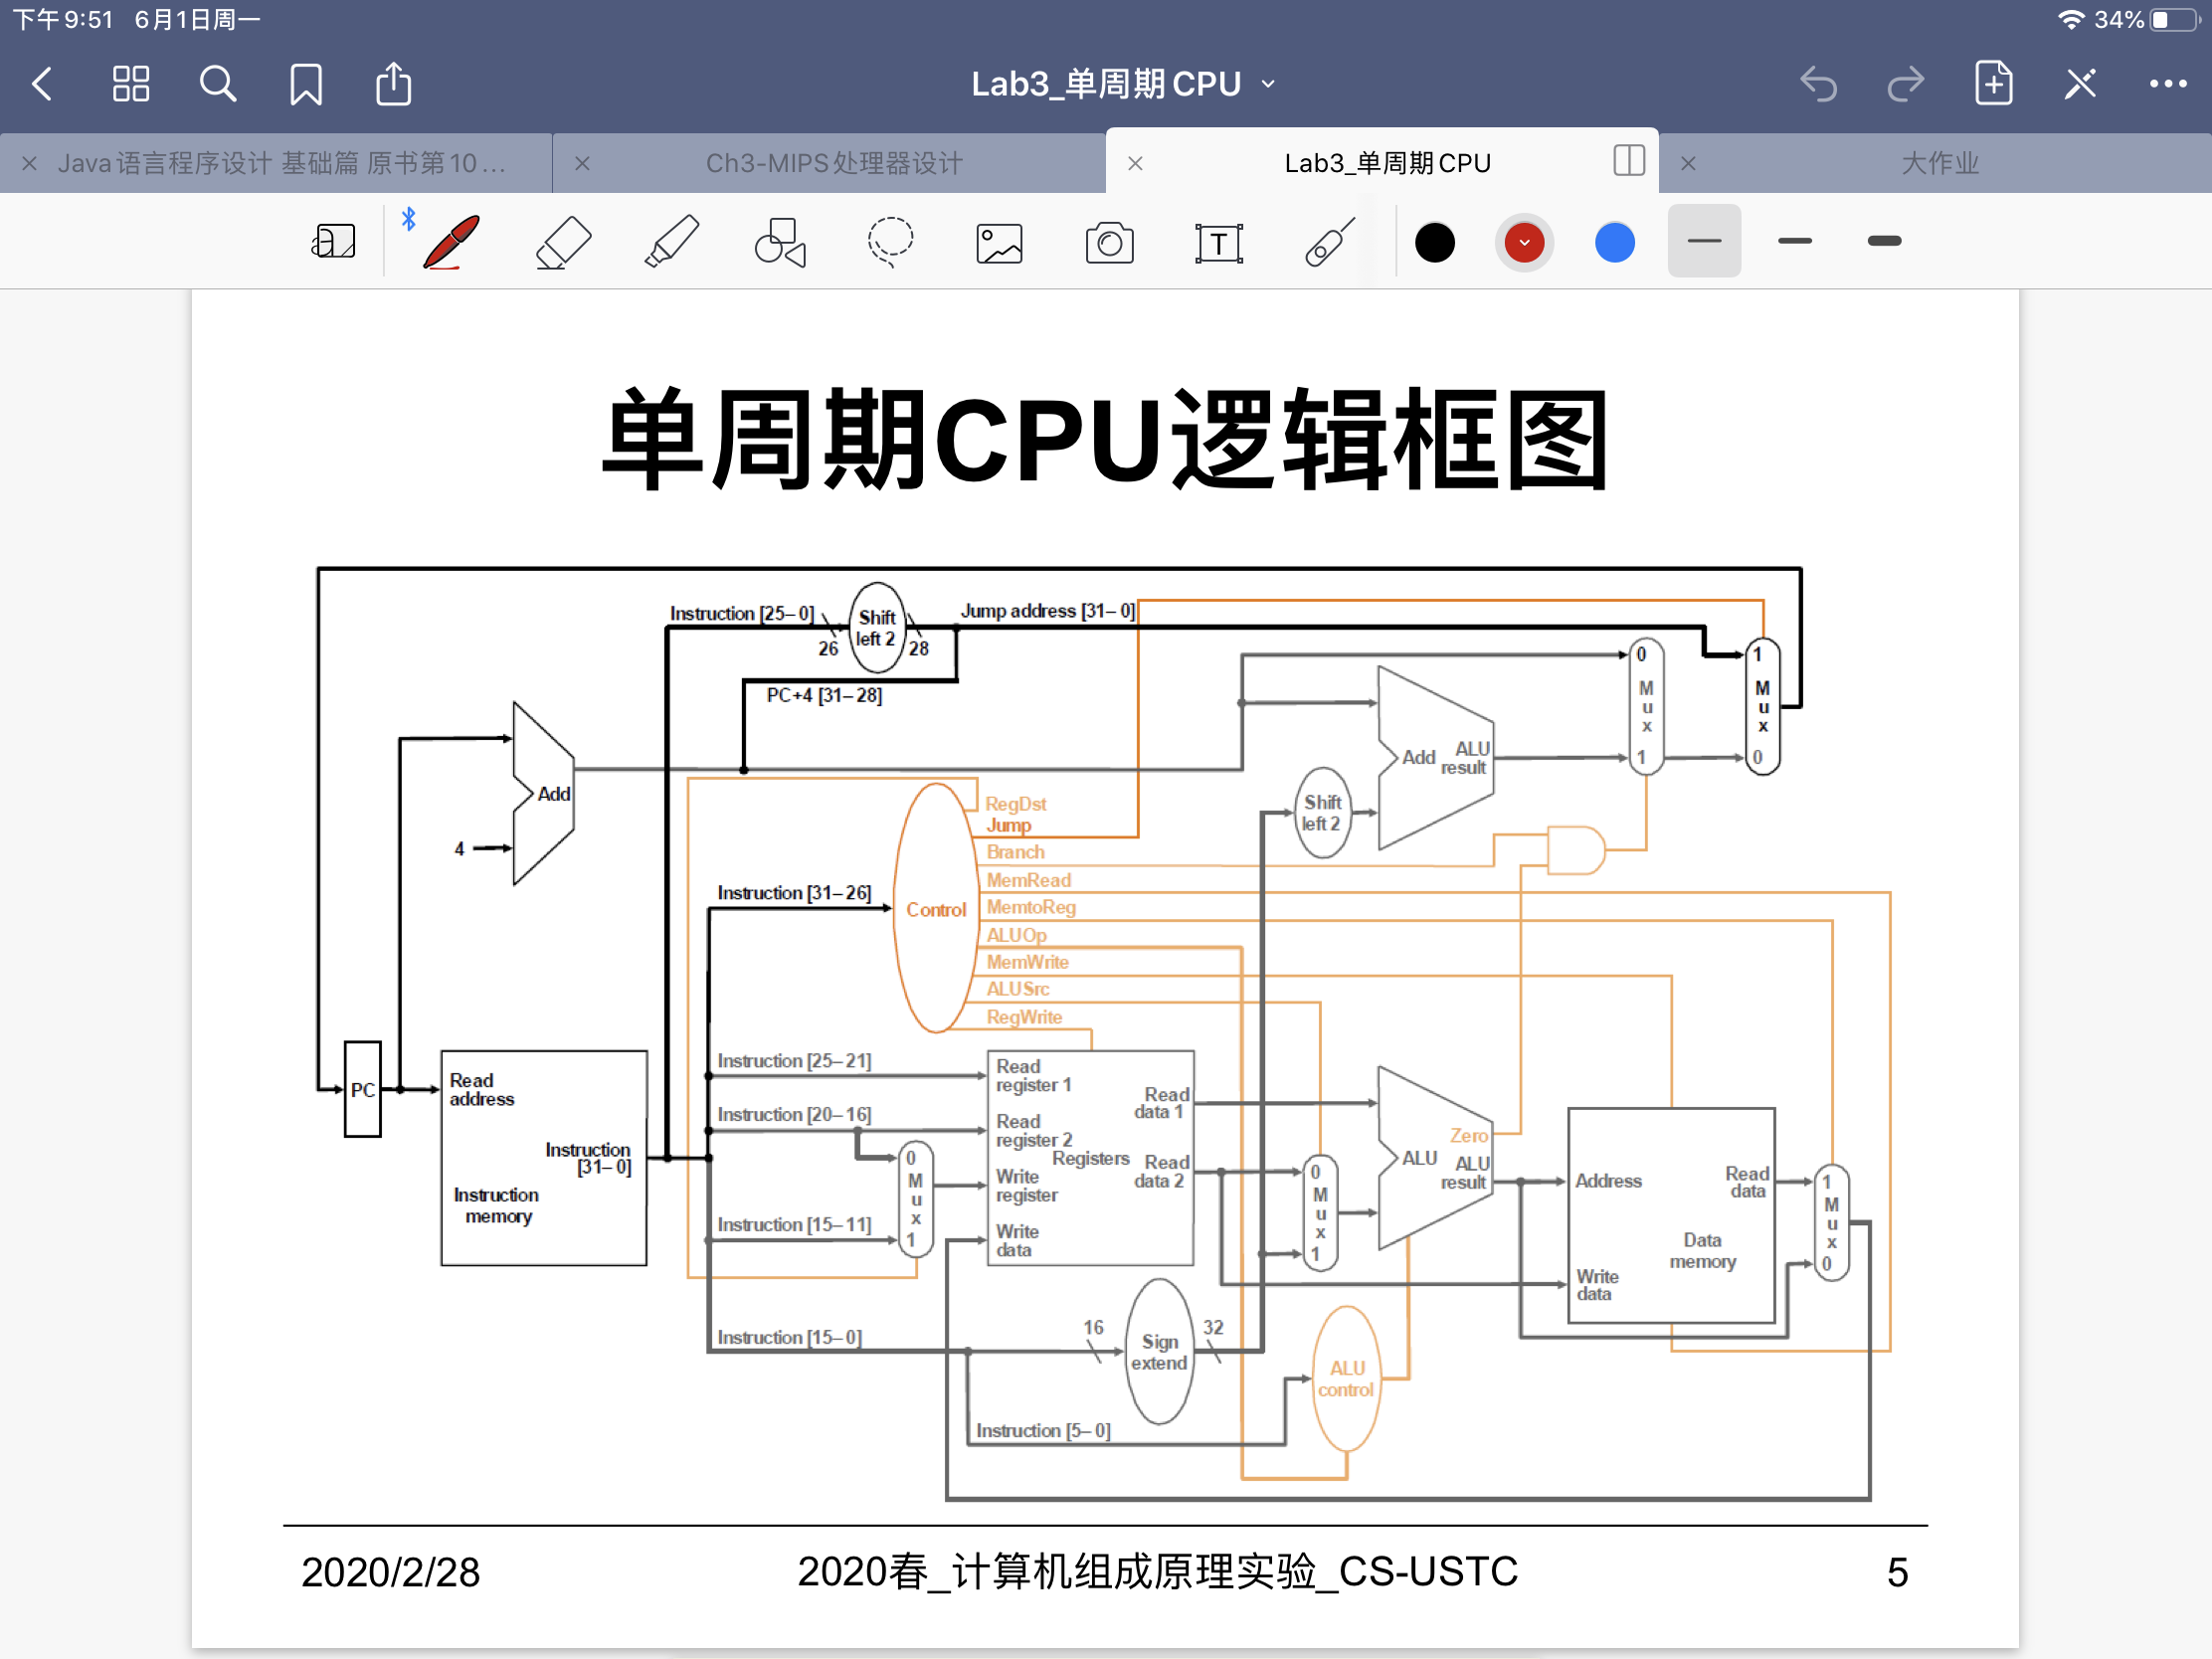 下午9:51 6月1日周一
34%
Lab3_单周期CPU
Java语言程序设计 基础篇 原书第10...
Ch3-MIPS处理器设计
Lab3_单周期CPU
大作业
a
T
单周期CPU逻辑框图
Instruction [25–0]
26
Shift
left 2
28
Jump address [31–0]
PC+4 [31–28]
Add
4
0
M
u
x
1
1
M
u
x
0
Add
ALU
result
Shift
left 2
RegDst
Jump
Branch
MemRead
MemtoReg
ALUOp
MemWrite
ALUSrc
RegWrite
Control
Instruction [31–26]
PC
Read
address
Instruction
[31–0]
Instruction
memory
Instruction [25–21]
Instruction [20–16]
Instruction [15–11]
Instruction [15–0]
0
M
u
x
1
Read
register 1
Read
register 2
Write
register
Write
data
Registers
Read
data 1
Read
data 2
0
M
u
x
1
Zero
ALU
ALU
result
Address
Read
data
Data
memory
Write
data
1
M
u
x
0
16
Sign
extend
32
ALU
control
Instruction [5–0]
2020/2/28
2020春_计算机组成原理实验_CS-USTC
5